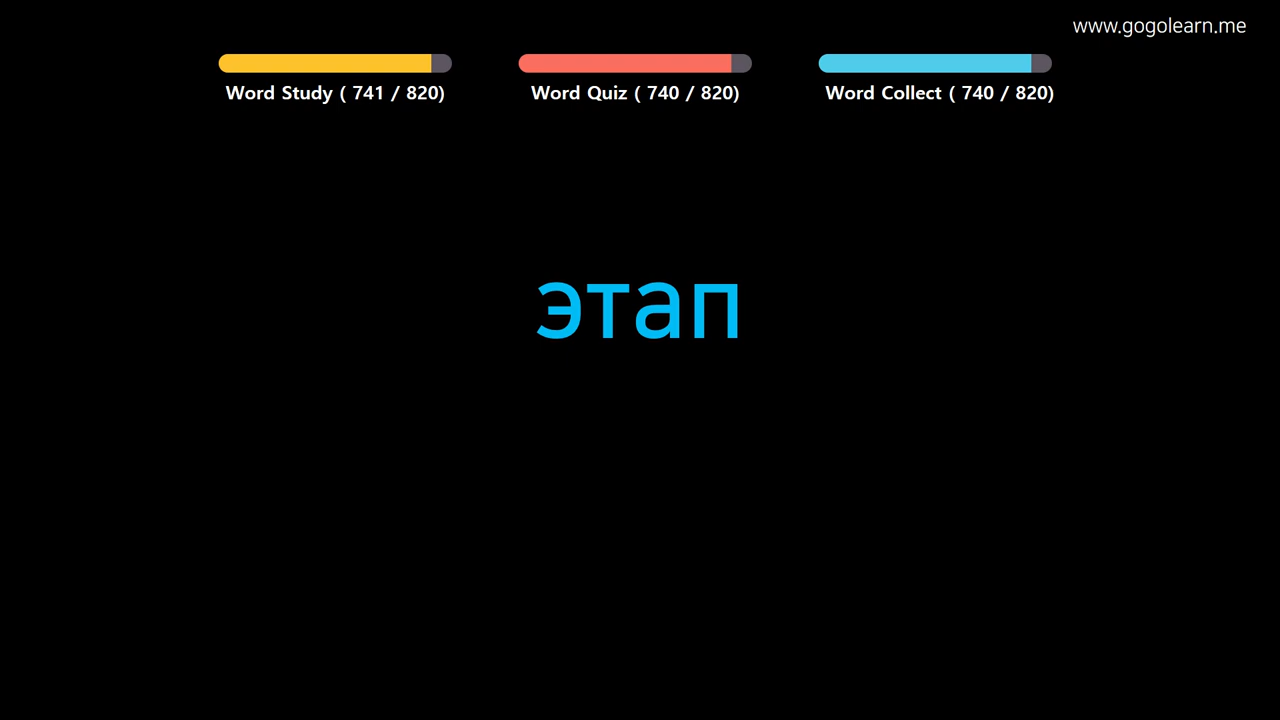 www.gogolearn.me
Word Study ( 741 / 820)
Word Quiz ( 740 / 820)
Word Collect ( 740 / 820)
этап